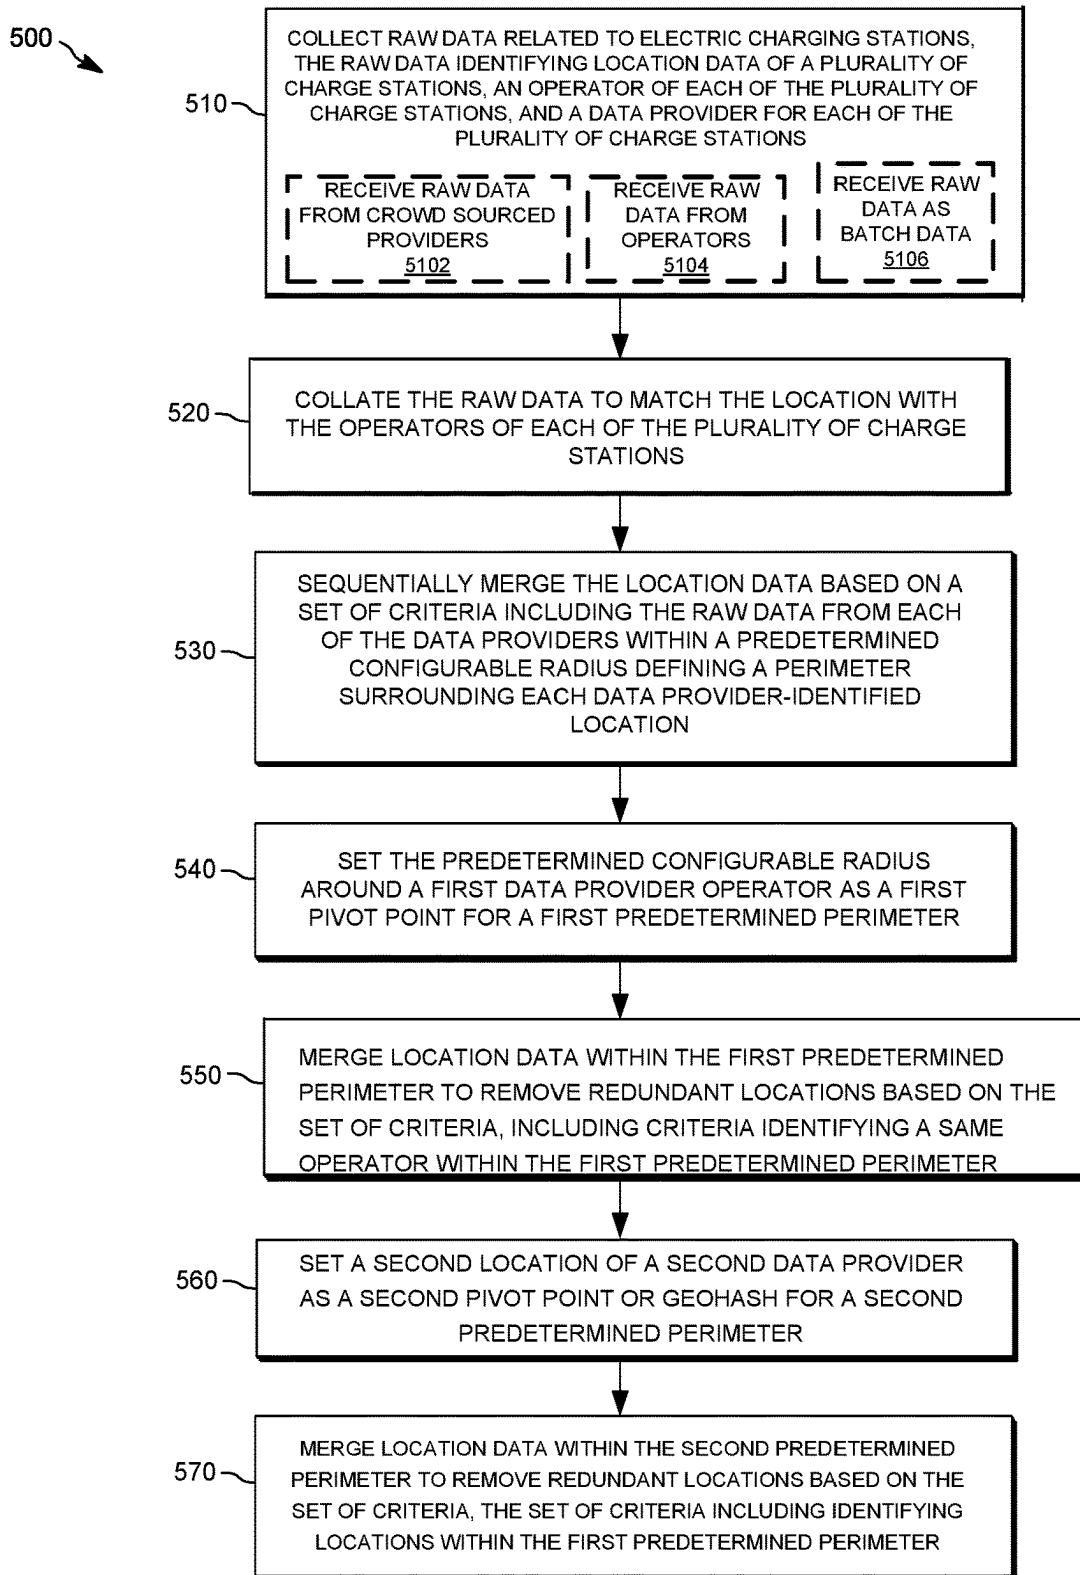 500
510
COLLECT RAW DATA RELATED TO ELECTRIC CHARGING STATIONS,
THE RAW DATA IDENTIFYING LOCATION DATA OF A PLURALITY OF
CHARGE STATIONS, AN OPERATOR OF EACH OF THE PLURALITY OF
CHARGE STATIONS, AND A DATA PROVIDER FOR EACH OF THE
PLURALITY OF CHARGE STATIONS
RECEIVE RAW DATA
FROM CROWD SOURCED
PROVIDERS
5102
RECEIVE RAW
DATA FROM
OPERATORS
5104
RECEIVE RAW
DATA AS
BATCH DATA
5106
520
COLLATE THE RAW DATA TO MATCH THE LOCATION WITH
THE OPERATORS OF EACH OF THE PLURALITY OF CHARGE
STATIONS
530
SEQUENTIALLY MERGE THE LOCATION DATA BASED ON A
SET OF CRITERIA INCLUDING THE RAW DATA FROM EACH
OF THE DATA PROVIDERS WITHIN A PREDETERMINED
CONFIGURABLE RADIUS DEFINING A PERIMETER
SURROUNDING EACH DATA PROVIDER-IDENTIFIED
LOCATION
540
SET THE PREDETERMINED CONFIGURABLE RADIUS
AROUND A FIRST DATA PROVIDER OPERATOR AS A FIRST
PIVOT POINT FOR A FIRST PREDETERMINED PERIMETER
550
MERGE LOCATION DATA WITHIN THE FIRST PREDETERMINED
PERIMETER TO REMOVE REDUNDANT LOCATIONS BASED ON THE
SET OF CRITERIA, INCLUDING CRITERIA IDENTIFYING A SAME
OPERATOR WITHIN THE FIRST PREDETERMINED PERIMETER
560
SET A SECOND LOCATION OF A SECOND DATA PROVIDER
AS A SECOND PIVOT POINT OR GEOHASH FOR A SECOND
PREDETERMINED PERIMETER
570
MERGE LOCATION DATA WITHIN THE SECOND PREDETERMINED
PERIMETER TO REMOVE REDUNDANT LOCATIONS BASED ON THE
SET OF CRITERIA, THE SET OF CRITERIA INCLUDING IDENTIFYING
LOCATIONS WITHIN THE FIRST PREDETERMINED PERIMETER